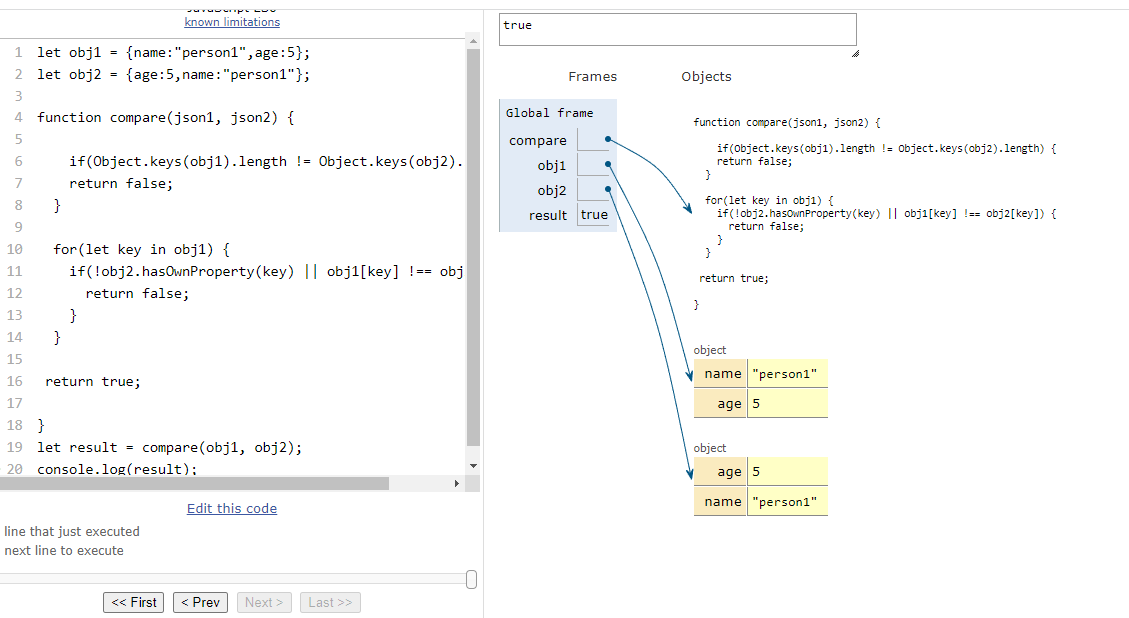 known limitations
1 let obj1 = {name:"person1",age:5};
2 let obj2 = {age:5,name:"person1"};
3
4 function compare(json1, json2) {
5
6 if(Object.keys(obj1).length != Object.keys(obj2).
7 return false;
8 }
9
10 for(let key in obj1) {
11 if(!obj2.hasOwnProperty(key) || obj1[key] !== obj
12 return false;
13 }
14 }
15
16 return true;
17
18 }
19 let result = compare(obj1, obj2);
20 console.log(result);
Edit this code
line that just executed
next line to execute
<< First
< Prev
Next >
Last >>
true
Frames
Objects
Global frame
compare
obj1
obj2
result true
function compare(json1, json2) {
if(Object.keys(obj1).length != Object.keys(obj2).length) {
return false;
}
for(let key in obj1) {
if(!obj2.hasOwnProperty(key) || obj1[key] !== obj2[key]) {
return false;
}
}
return true;
}
object
name "person1"
age 5
object
age 5
name "person1"